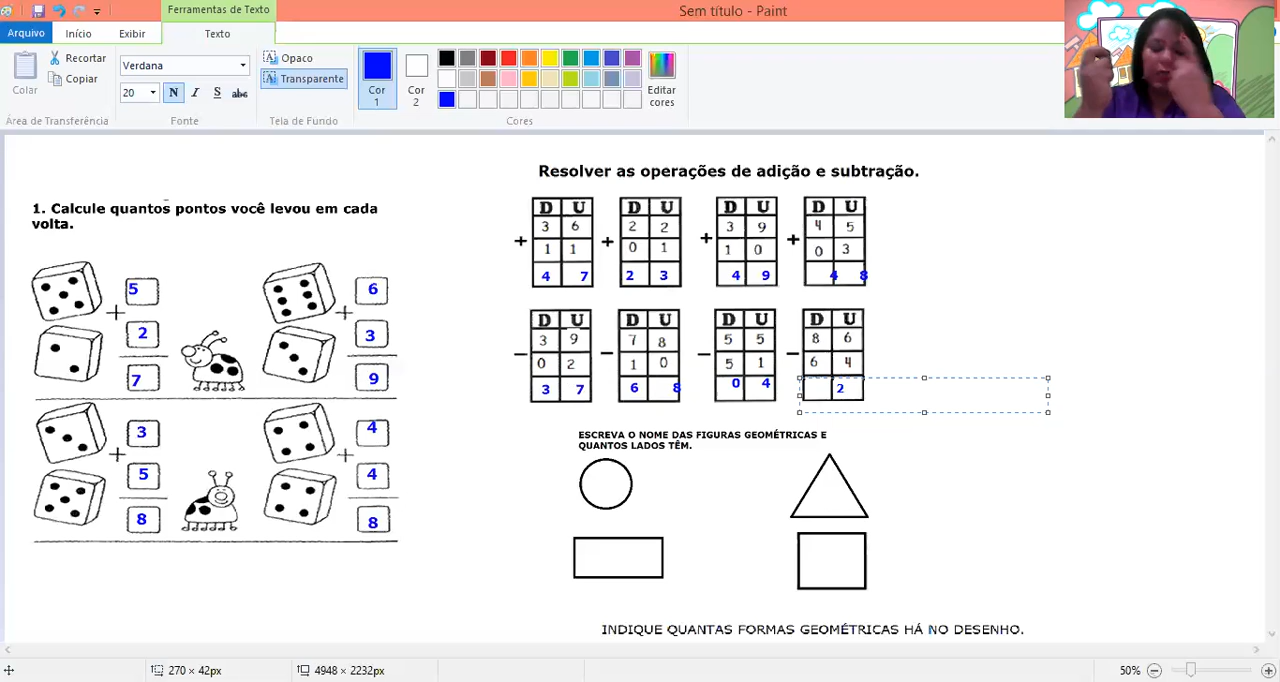 Ferramentas de Texto
Sem título - Paint
Arquivo Início Exibir Texto
Colar
Recortar
Copiar
Área de Transferência
Verdana
20
N I S abc
Fonte
Opaco
Transparente
Tela de Fundo
Cor 1
Cor 2
Editar cores
Cores
1. Calcule quantos pontos você levou em cada
volta.
5
+
2
7
6
+
3
9
3
+
5
8
4
+
4
8
Resolver as operações de adição e subtração.
D U
3 6
+
1 1
4 7
D U
2 2
+
0 1
2 3
D U
3 9
+
1 0
4 9
D U
4 5
+
0 3
4 8
D U
3 9
−
0 2
3 7
D U
7 8
−
1 0
6 8
D U
5 5
−
5 1
0 4
D U
8 6
−
6 4
2
ESCREVA O NOME DAS FIGURAS GEOMÉTRICAS E
QUANTOS LADOS TÊM.
INDIQUE QUANTAS FORMAS GEOMÉTRICAS HÁ NO DESENHO.
270 × 42px
4948 × 2232px
50%